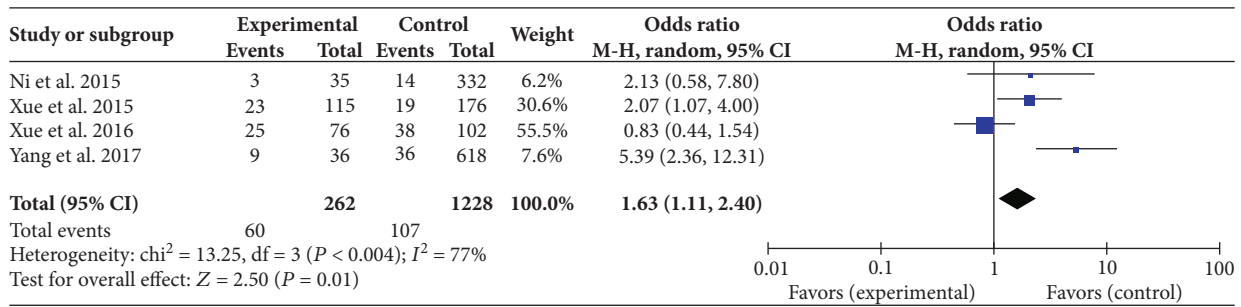 Study or subgroup Experimental Control Weight Odds ratio Odds ratio
Events Total Events Total M-H, random, 95% CI M-H, random, 95% CI
Ni et al. 2015 3 35 14 332 6.2% 2.13 (0.58, 7.80)
Xue et al. 2015 23 115 19 176 30.6% 2.07 (1.07, 4.00)
Xue et al. 2016 25 76 38 102 55.5% 0.83 (0.44, 1.54)
Yang et al. 2017 9 36 36 618 7.6% 5.39 (2.36, 12.31)
Total (95% CI) 262 1228 100.0% 1.63 (1.11, 2.40)
Total events 60 107
Heterogeneity: chi² = 13.25, df = 3 (P < 0.004); I² = 77%
Test for overall effect: Z = 2.50 (P = 0.01)
0.01 0.1 1 10 100
Favors (experimental) Favors (control)